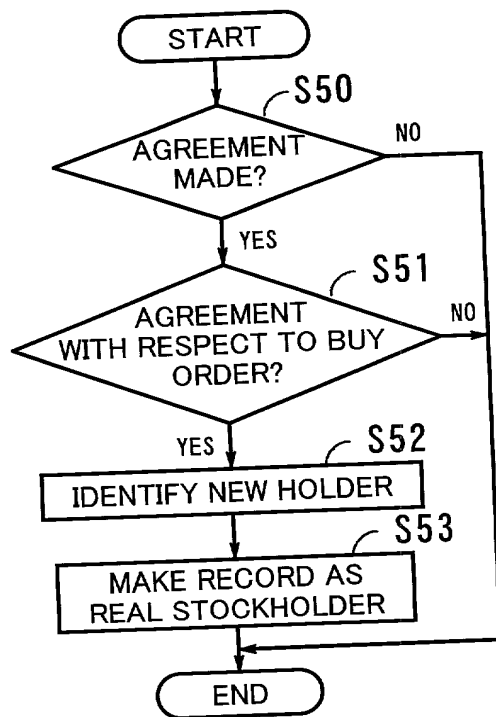 START
S50
AGREEMENT
MADE?
NO
YES
S51
AGREEMENT
WITH RESPECT TO BUY
ORDER?
NO
YES
S52
IDENTIFY NEW HOLDER
S53
MAKE RECORD AS
REAL STOCKHOLDER
END